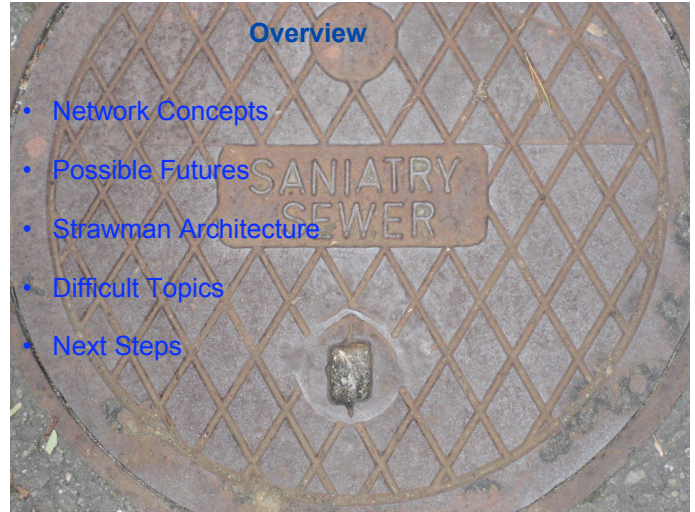 Overview
• Network Concepts
• Possible Futures
SANIATRY
SEWER
• Strawman Architecture
• Difficult Topics
• Next Steps